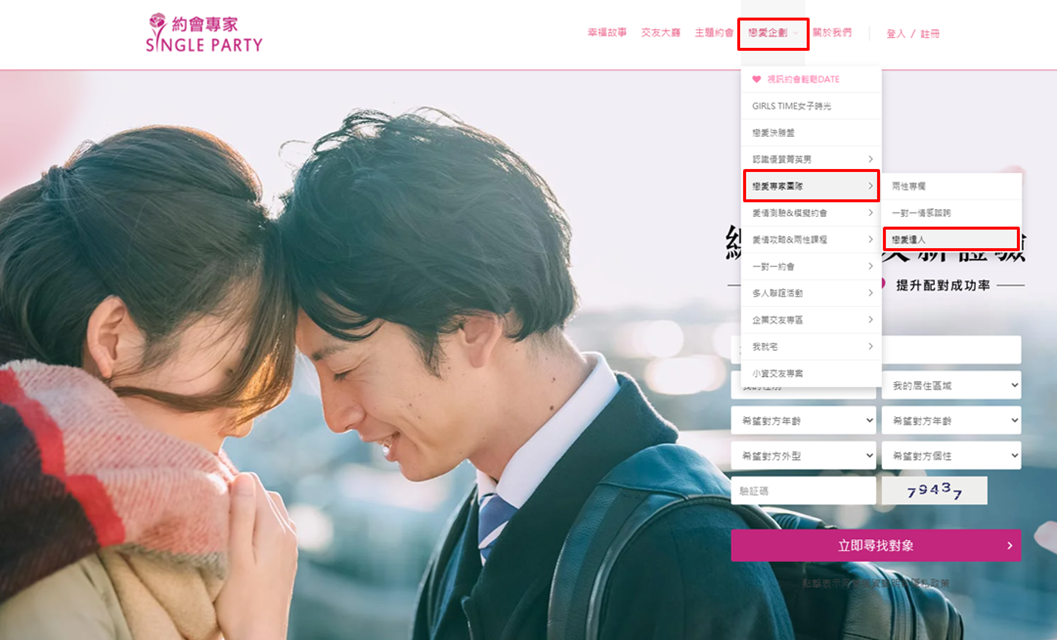 約會專家
SINGLE PARTY
幸福故事 交友大廳 主題約會 戀愛企劃 關於我們 | 登入 / 註冊
視訊約會輕鬆DATE
GIRLS TIME女子時光
戀愛決勝盤
認識優質菁英男
戀愛專家團隊
兩性專欄
愛情測驗&模擬約會
一對一情感諮詢
愛情攻略&兩性課程
戀愛達人
一對一約會
提升配對成功率
多人聯誼活動
企業交友專區
我就宅
小資交友專案
我的性別 我的居住區域
希望對方年齡 希望對方年齡
希望對方外型 希望對方個性
驗証碼 79437
立即尋找對象